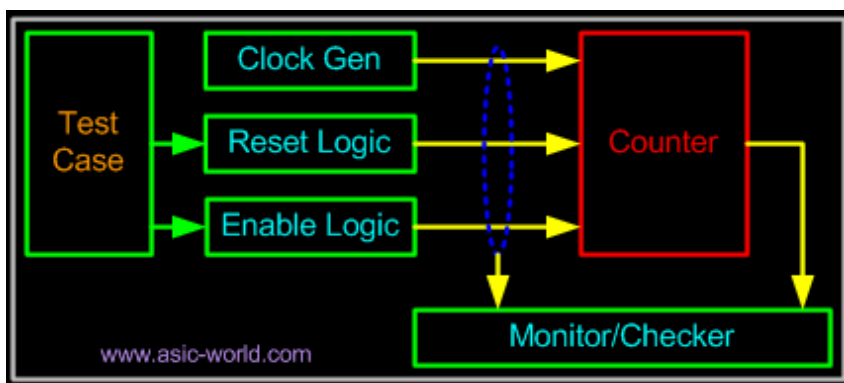 Clock Gen
Test
Case
Reset Logic
Counter
Enable Logic
Monitor/Checker
www.asic-world.com